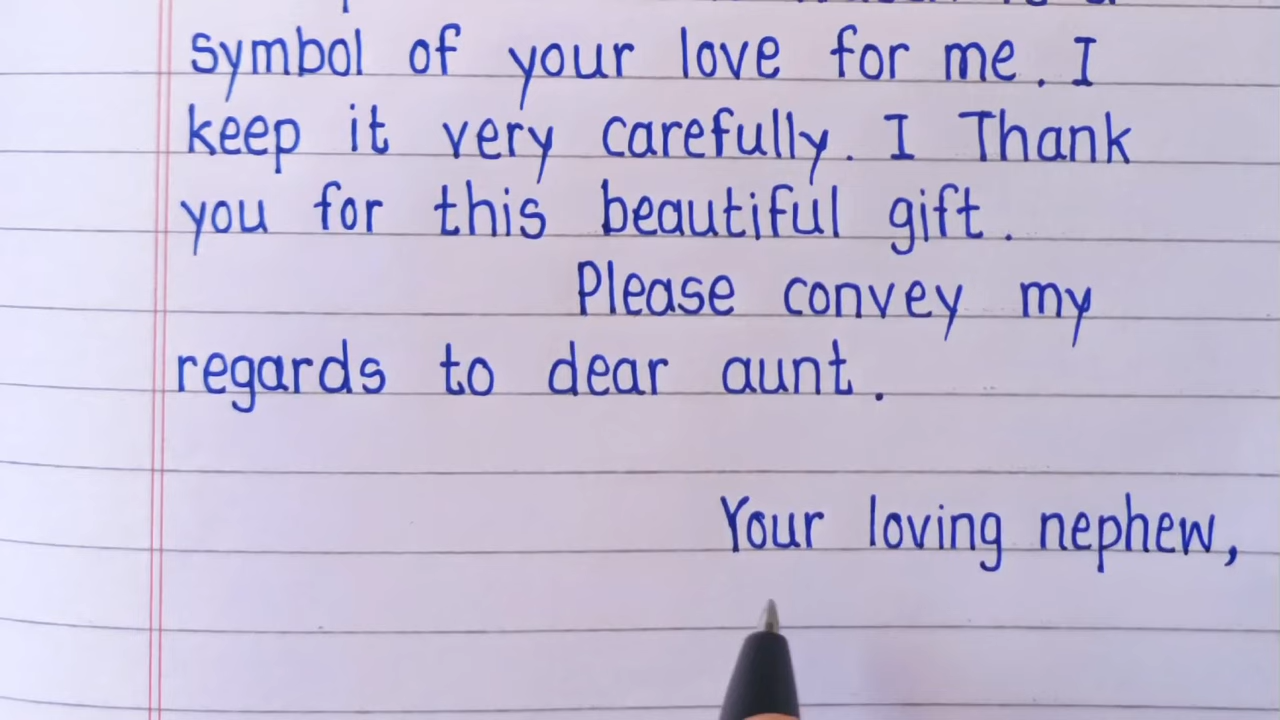 symbol of your love for me. I
keep it very carefully. I Thank
you for this beautiful gift.
Please convey my
regards to dear aunt.
Your loving nephew,